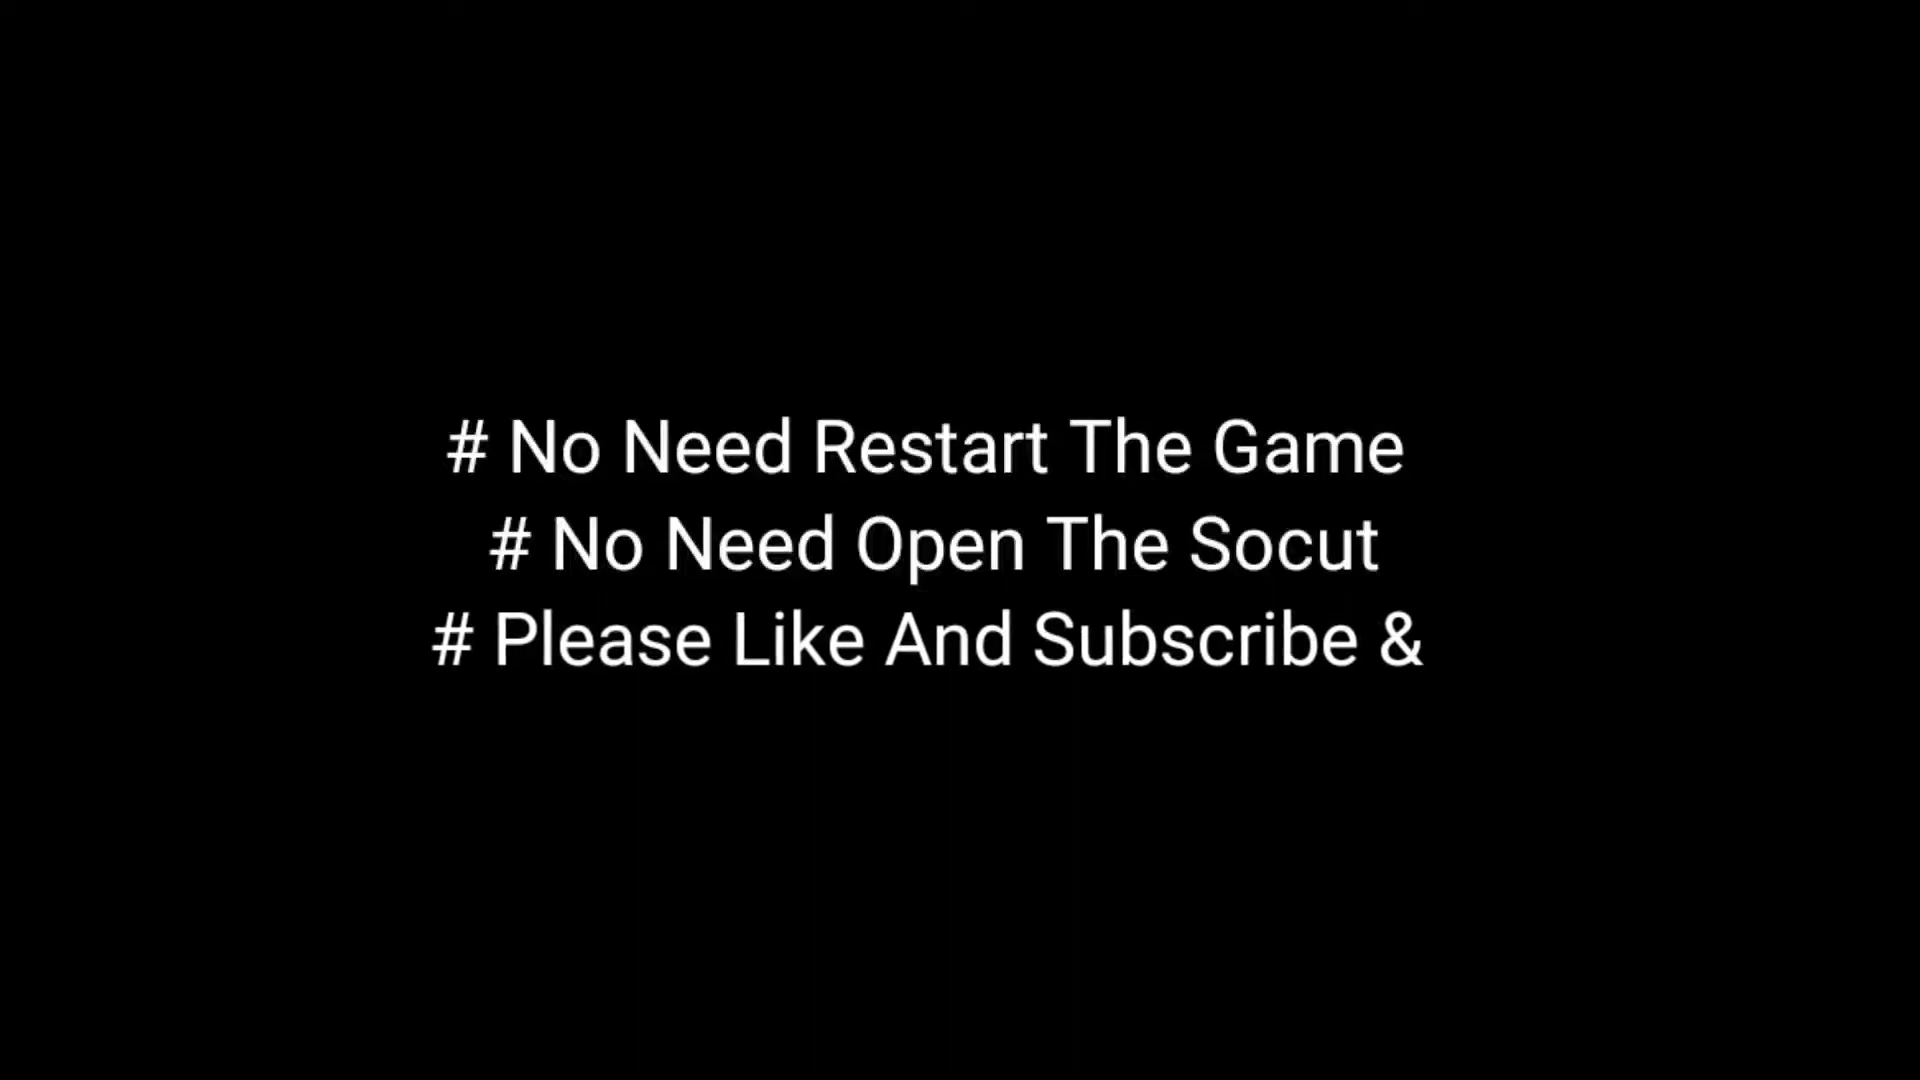 # No Need Restart The Game
# No Need Open The Socut
# Please Like And Subscribe &